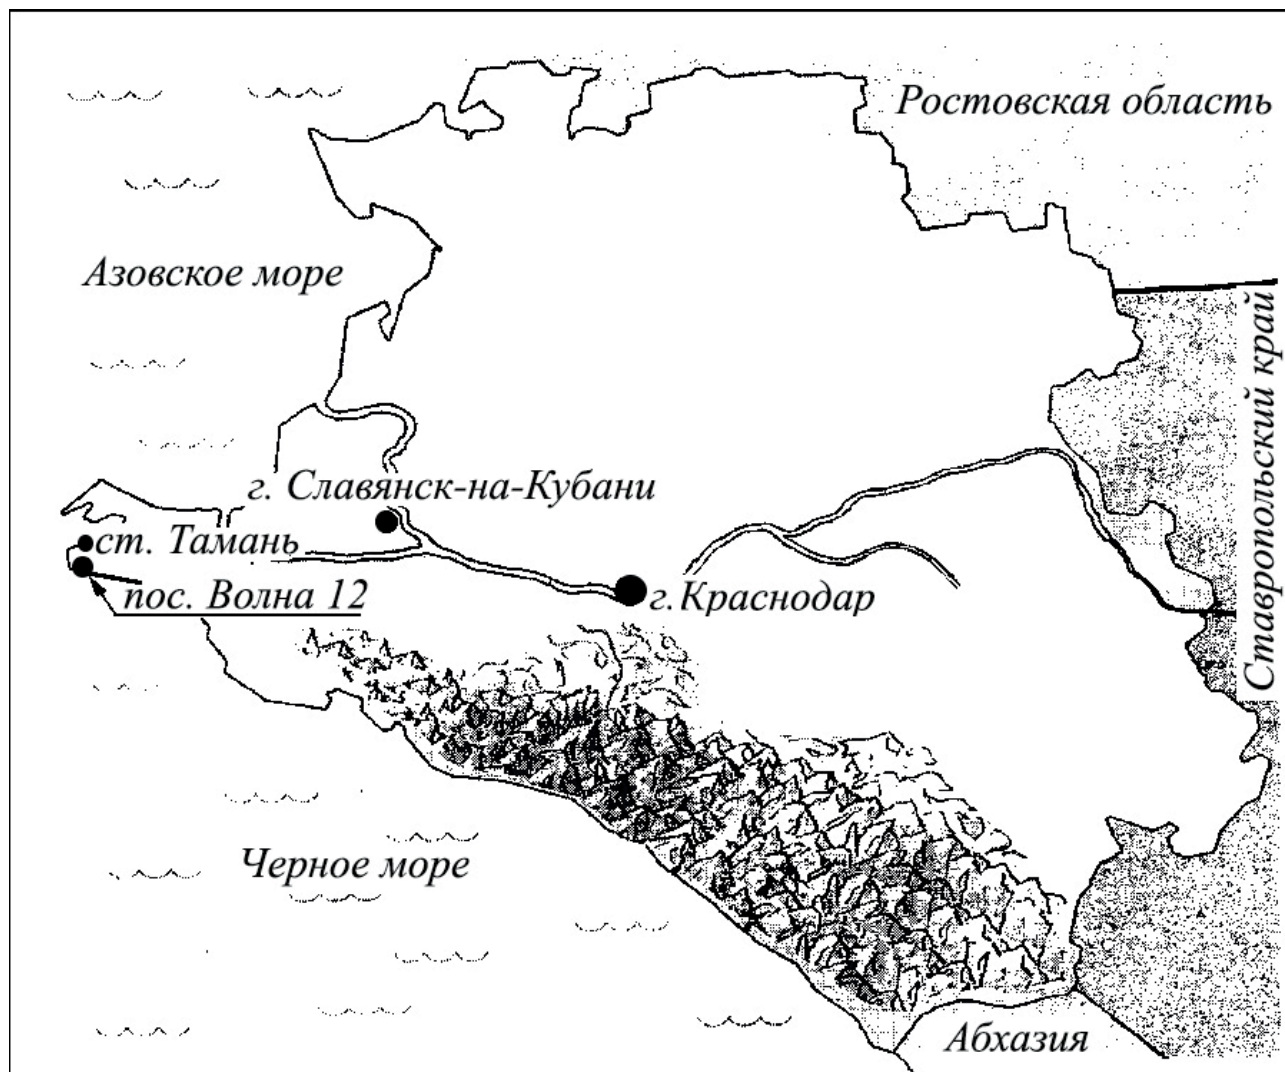 Ростовская область
Азовское море
Ставропольский край
г. Славянск-на-Кубани
ст. Тамань
пос. Волна 12
г. Краснодар
Черное море
Абхазия